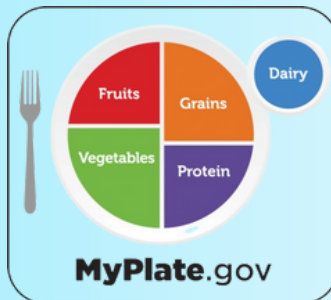 Dairy
Fruits
Grains
Vegetables
Protein
MyPlate.gov